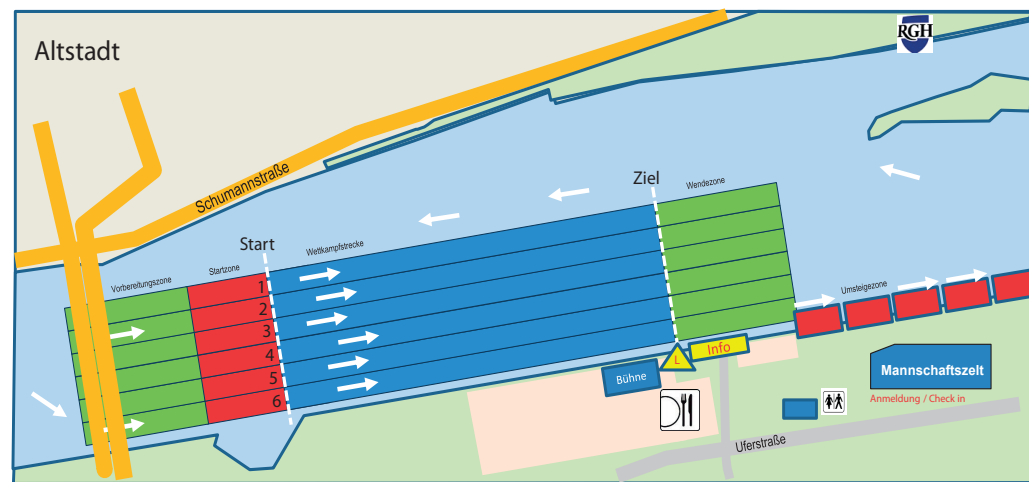 Altstadt
RGH
Schumannstraße
Ziel
Wendezone
Start
Wettkampfstrecke
Vorbereitungszone
Startzone
Umsteigezone
1
2
3
4
5
6
L
Info
Bühne
Mannschaftszelt
Anmeldung / Check in
Uferstraße